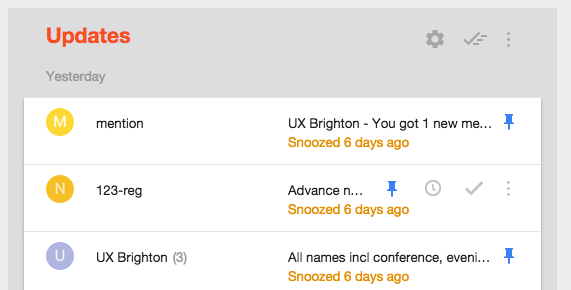 Updates
Yesterday
M mention UX Brighton - You got 1 new me...
Snoozed 6 days ago
N 123-reg Advance n...
Snoozed 6 days ago
U UX Brighton (3) All names incl conference, eveni...
Snoozed 6 days ago